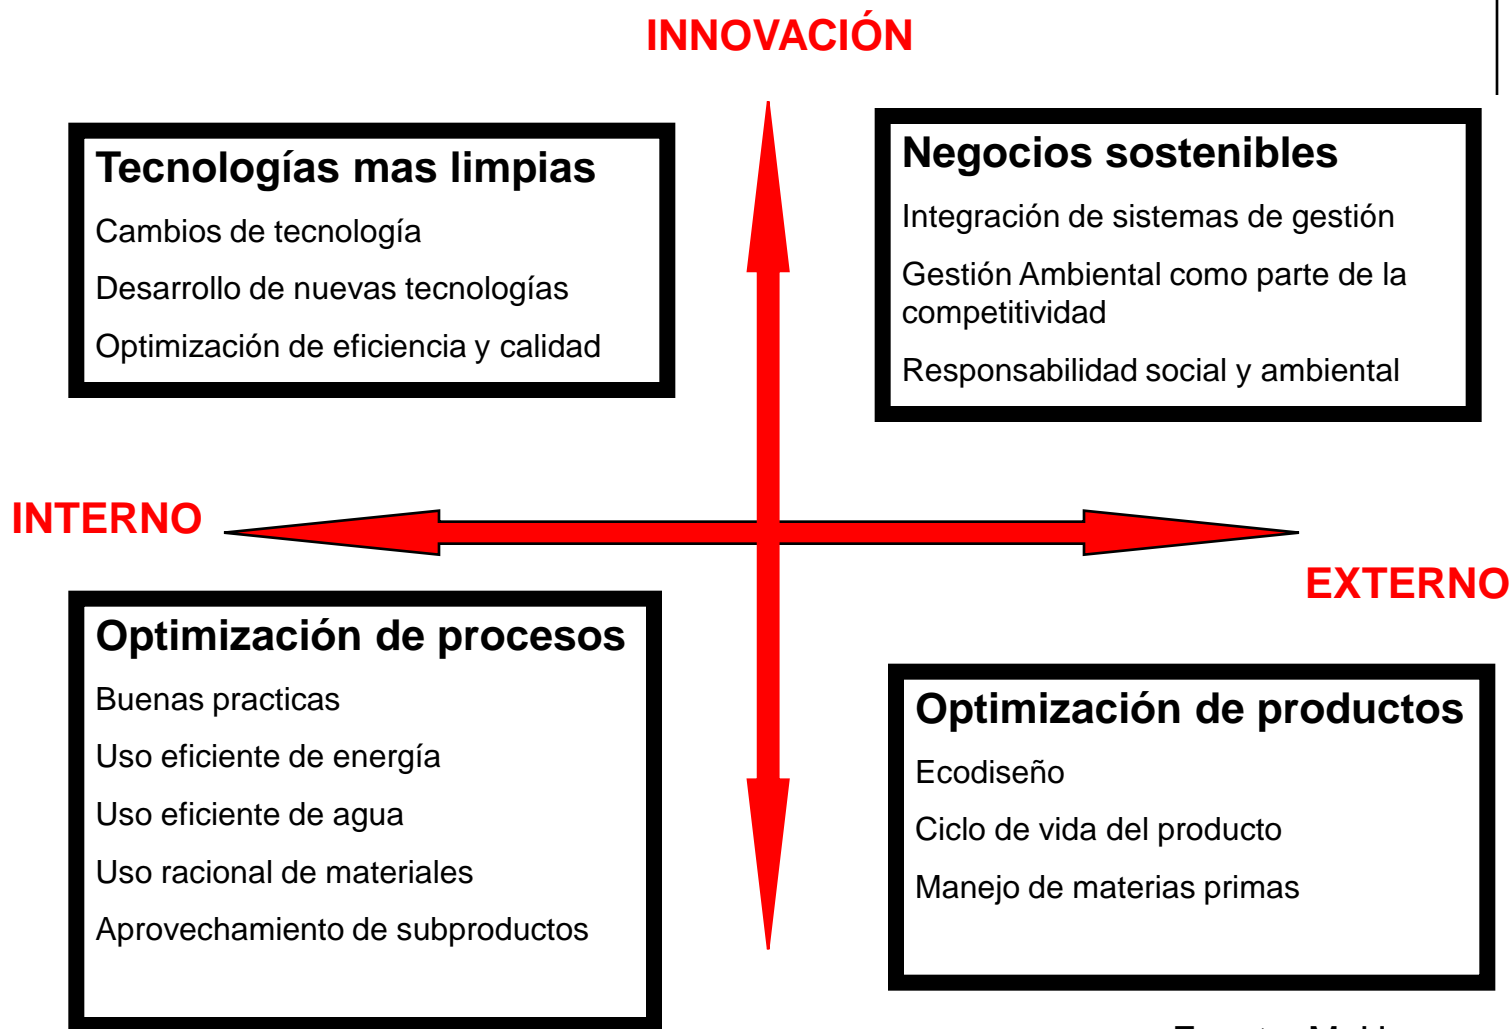 INNOVACIÓN
Tecnologías mas limpias
Cambios de tecnología
Desarrollo de nuevas tecnologías
Optimización de eficiencia y calidad
Negocios sostenibles
Integración de sistemas de gestión
Gestión Ambiental como parte de la
competitividad
Responsabilidad social y ambiental
INTERNO
EXTERNO
Optimización de procesos
Buenas practicas
Uso eficiente de energía
Uso eficiente de agua
Uso racional de materiales
Aprovechamiento de subproductos
Optimización de productos
Ecodiseño
Ciclo de vida del producto
Manejo de materias primas